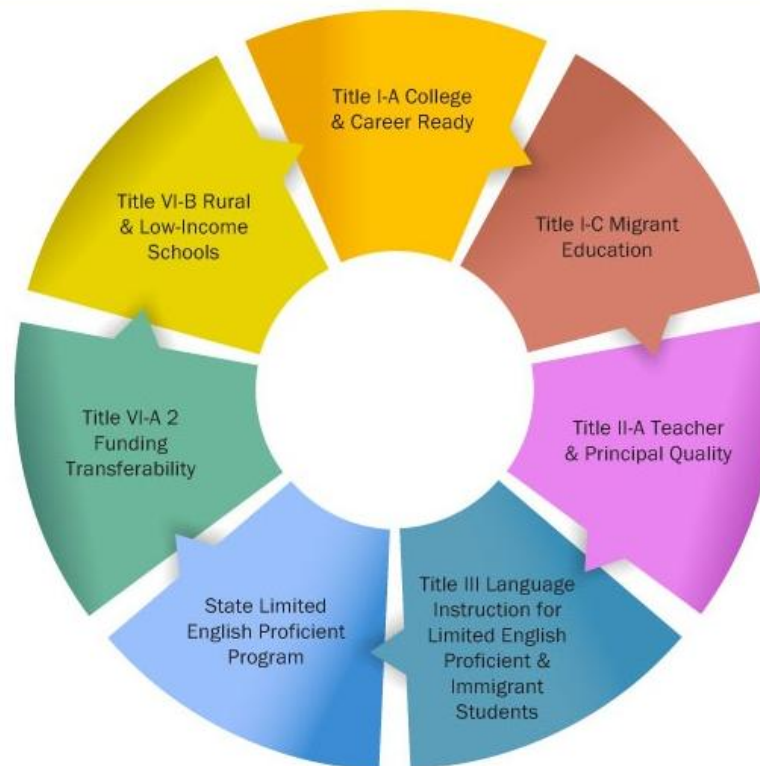 Title I-A College
& Career Ready
Title I-C Migrant
Education
Title II-A Teacher
& Principal Quality
Title III Language
Instruction for
Limited English
Proficient &
Immigrant
Students
State Limited
English Proficient
Program
Title VI-A 2
Funding
Transferability
Title VI-B Rural
& Low-Income
Schools